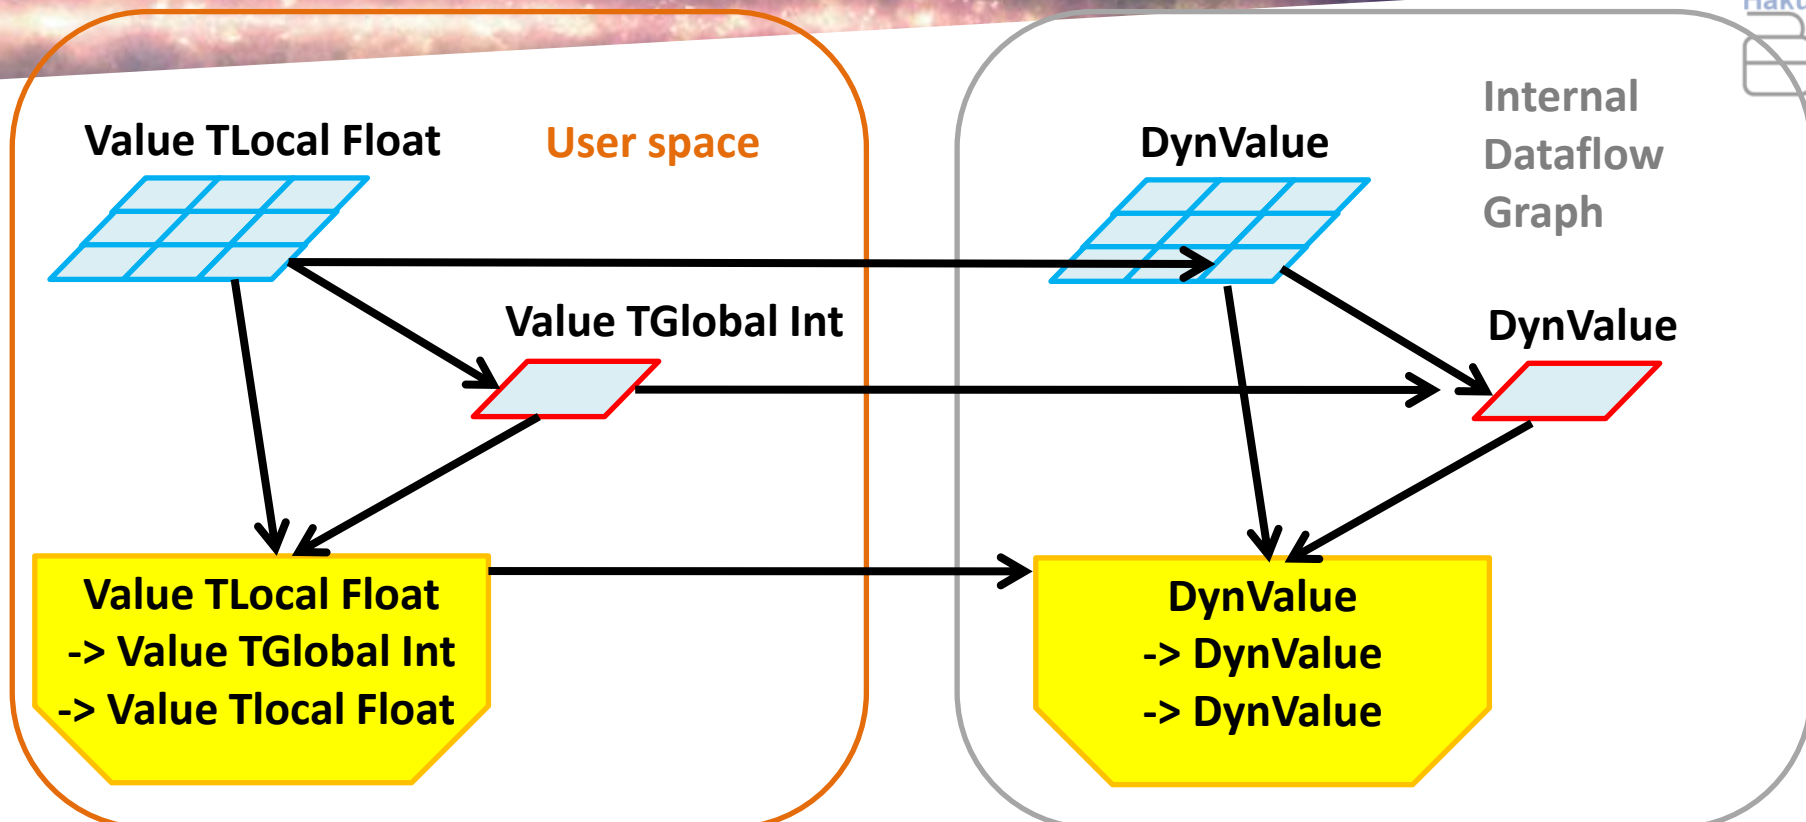 Value TLocal Float
User space
Value TGlobal Int
Value TLocal Float
-> Value TGlobal Int
-> Value Tlocal Float
DynValue
Internal
Dataflow
Graph
DynValue
DynValue
-> DynValue
-> DynValue